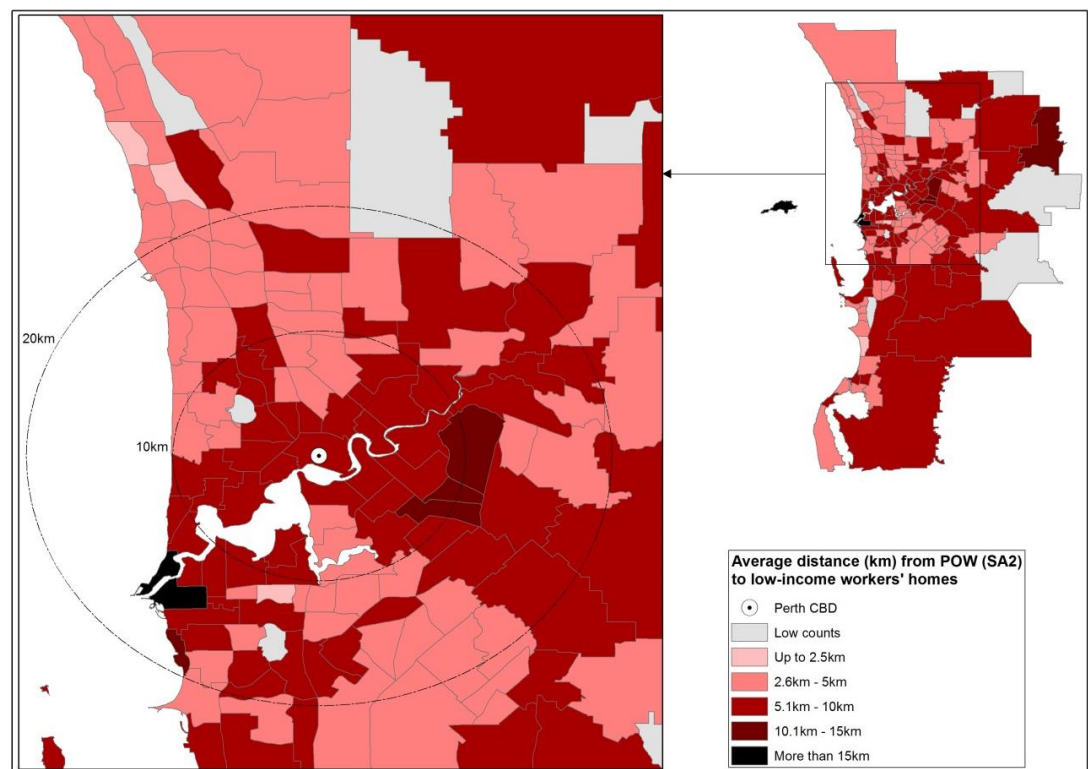 20km
10km
Average distance (km) from POW (SA2)
to low-income workers' homes
Perth CBD
Low counts
Up to 2.5km
2.6km - 5km
5.1km - 10km
10.1km - 15km
More than 15km